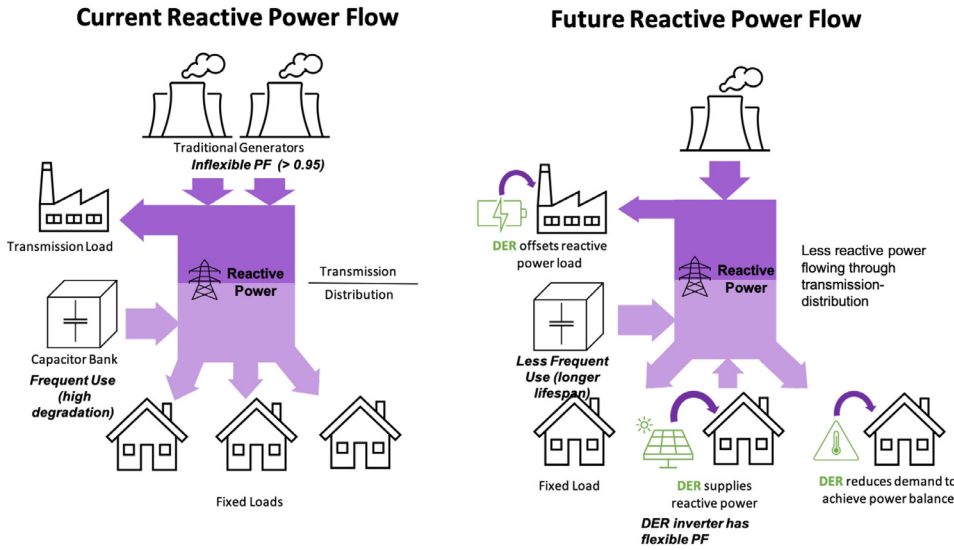 Current Reactive Power Flow
Traditional Generators
Inflexible PF (> 0.95)
Transmission Load
Reactive
Power
Transmission
Distribution
Capacitor Bank
Frequent Use
(high
degradation)
Fixed Loads
Future Reactive Power Flow
DER offsets reactive
power load
Reactive
Power
Less reactive power
flowing through
transmission-
distribution
Less Frequent
Use (longer
lifespan)
Fixed Load
DER supplies
reactive power
DER inverter has
flexible PF
DER reduces demand to
achieve power balance